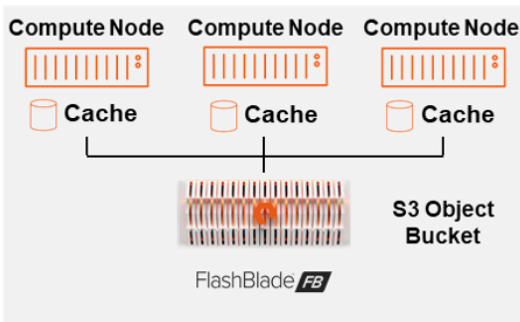 Compute Node Compute Node Compute Node
Cache Cache Cache
S3 Object
Bucket
FlashBlade FB